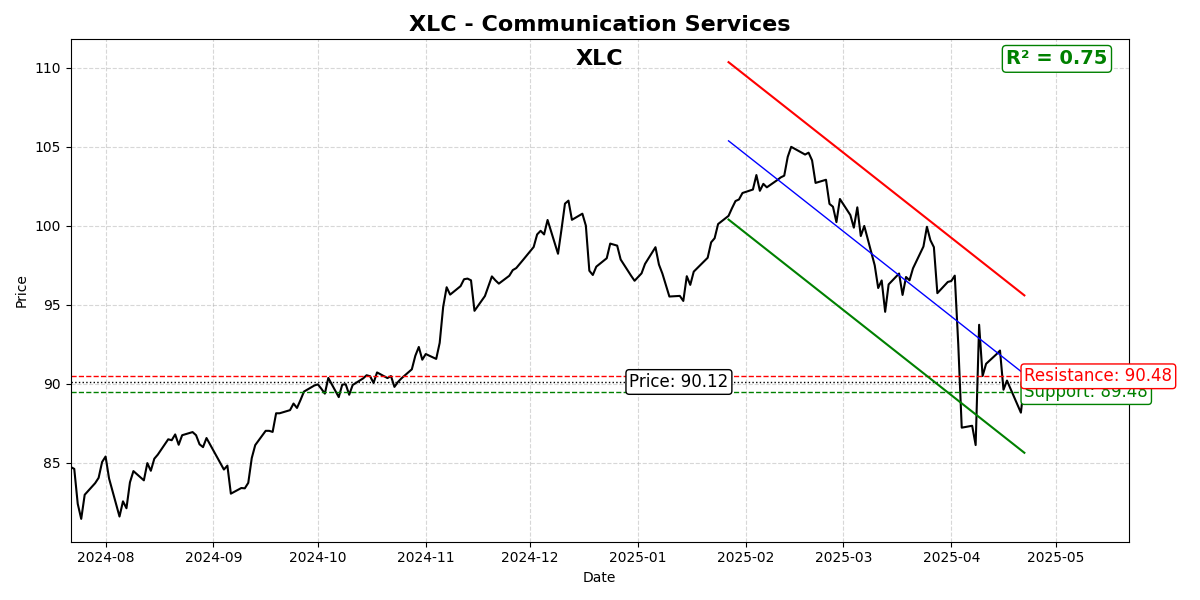 XLC - Communication Services
XLC
R² = 0.75
110
105
100
95
90
85
Price
Price: 90.12
Resistance: 90.48
Support: 89.48
2024-08
2024-09
2024-10
2024-11
2024-12
2025-01
2025-02
2025-03
2025-04
2025-05
Date